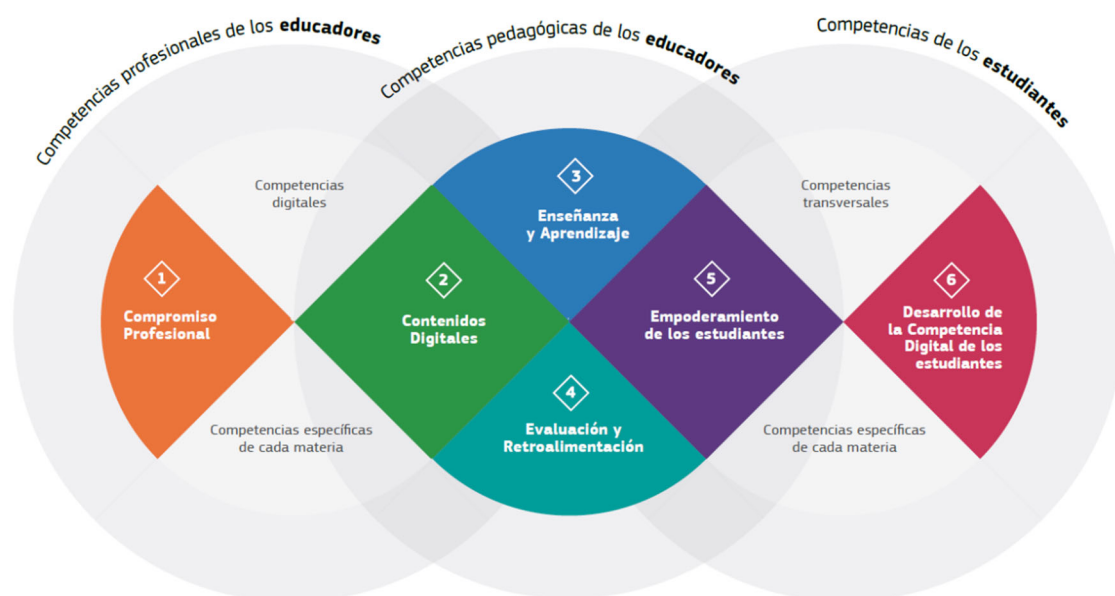 Competencias profesionales de los educadores
Competencias pedagógicas de los educadores
Competencias de los estudiantes
Competencias
digitales
Competencias
transversales
1
Compromiso
Profesional
2
Contenidos
Digitales
3
Enseñanza
y Aprendizaje
4
Evaluación y
Retroalimentación
5
Empoderamiento
de los estudiantes
6
Desarrollo de
la Competencia
Digital de los
estudiantes
Competencias específicas
de cada materia
Competencias específicas
de cada materia